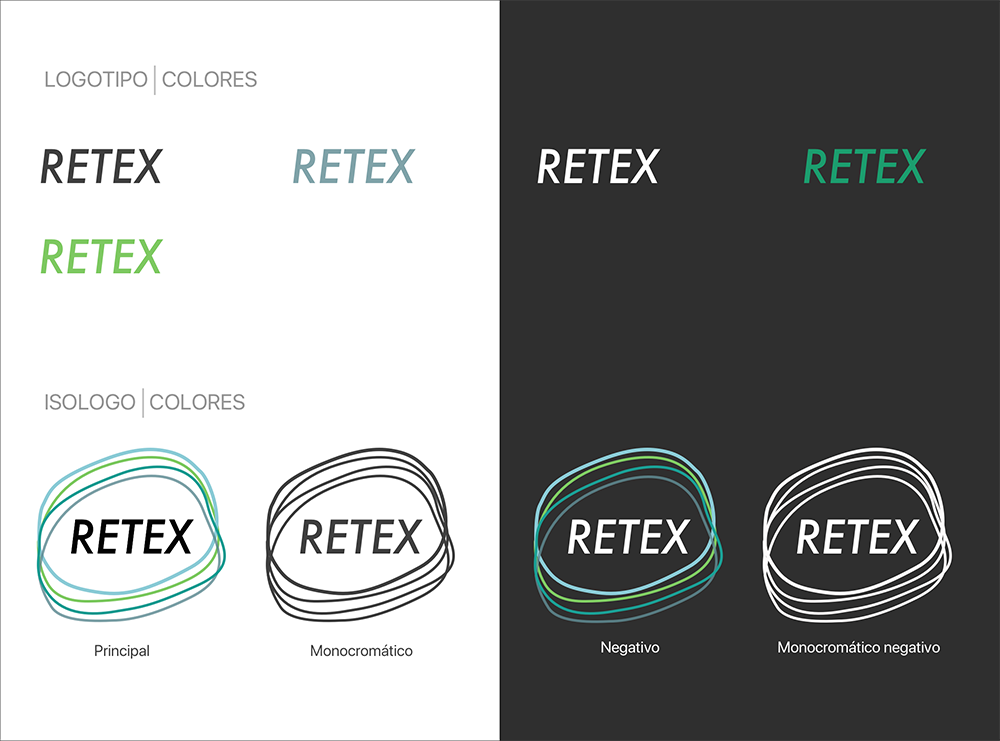 LOGOTIPO | COLORES
RETEX
RETEX
RETEX
RETEX
RETEX
ISOLOGO | COLORES
RETEX
RETEX
RETEX
RETEX
Principal
Monocromático
Negativo
Monocromático negativo